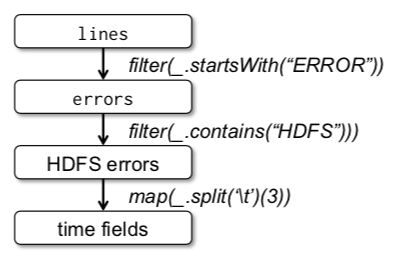 lines
filter(_.startsWith(“ERROR”))
errors
filter(_.contains(“HDFS”)))
HDFS errors
map(_.split(‘\t’)(3))
time fields